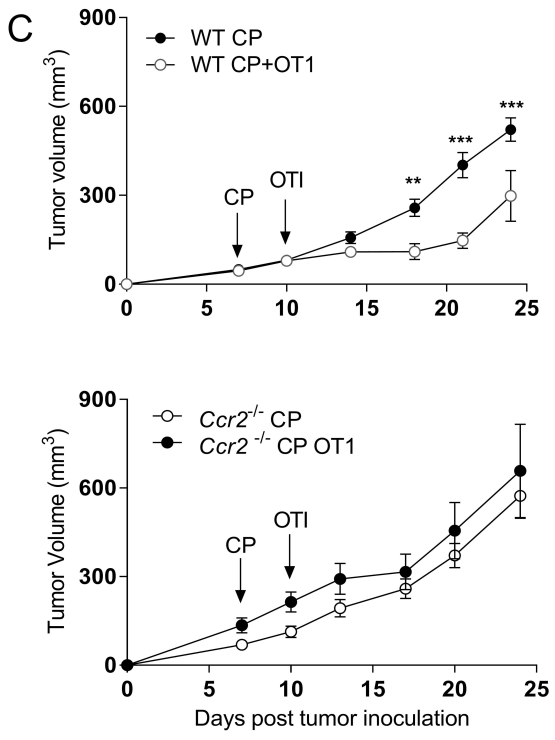 C
900
600
300
0
Tumor volume (mm3)
WT CP
WT CP+OT1
CP
OTI
**
***
***
0 5 10 15 20 25
900
600
300
0
Tumor Volume (mm3)
Ccr2-/- CP
Ccr2 -/- CP OT1
CP
OTI
0 5 10 15 20 25
Days post tumor inoculation